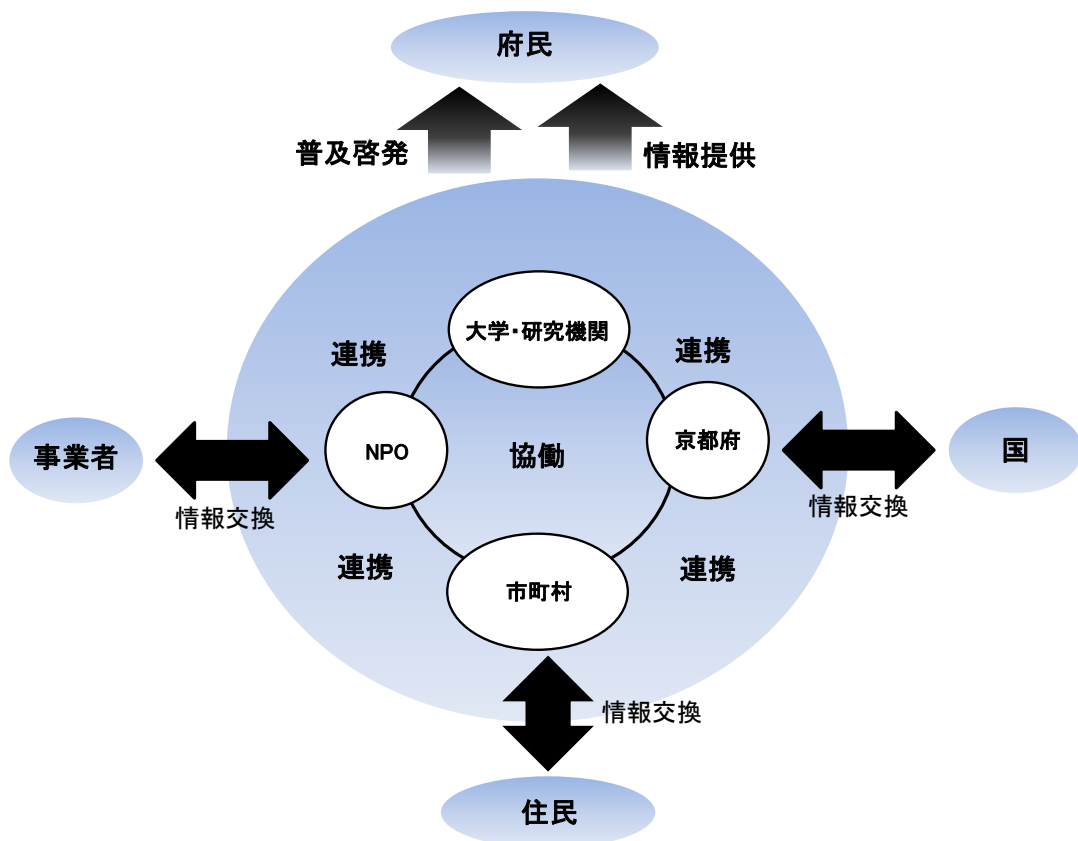 府民
普及啓発
情報提供
大学・研究機関
連携
連携
事業者
NPO
協働
京都府
国
情報交換
情報交換
連携
連携
市町村
情報交換
住民